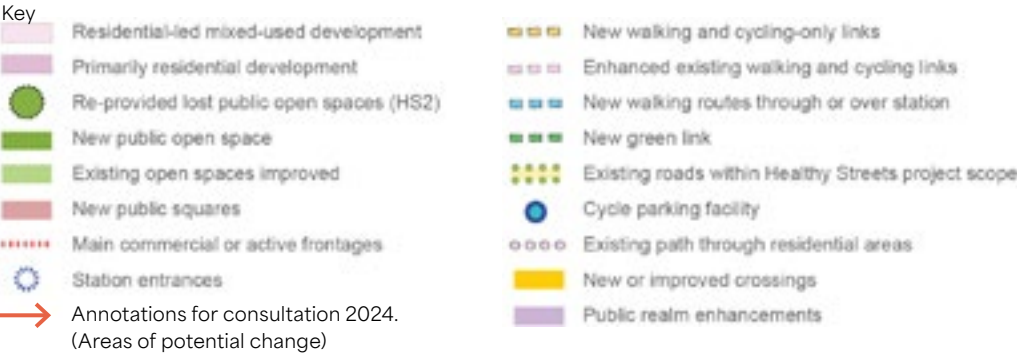 Key
Residential-led mixed-used development
Primarily residential development
Re-provided lost public open spaces (HS2)
New public open space
Existing open spaces improved
New public squares
Main commercial or active frontages
Station entrances
Annotations for consultation 2024.
(Areas of potential change)
New walking and cycling-only links
Enhanced existing walking and cycling links
New walking routes through or over station
New green link
Existing roads within Healthy Streets project scope
Cycle parking facility
Existing path through residential areas
New or improved crossings
Public realm enhancements